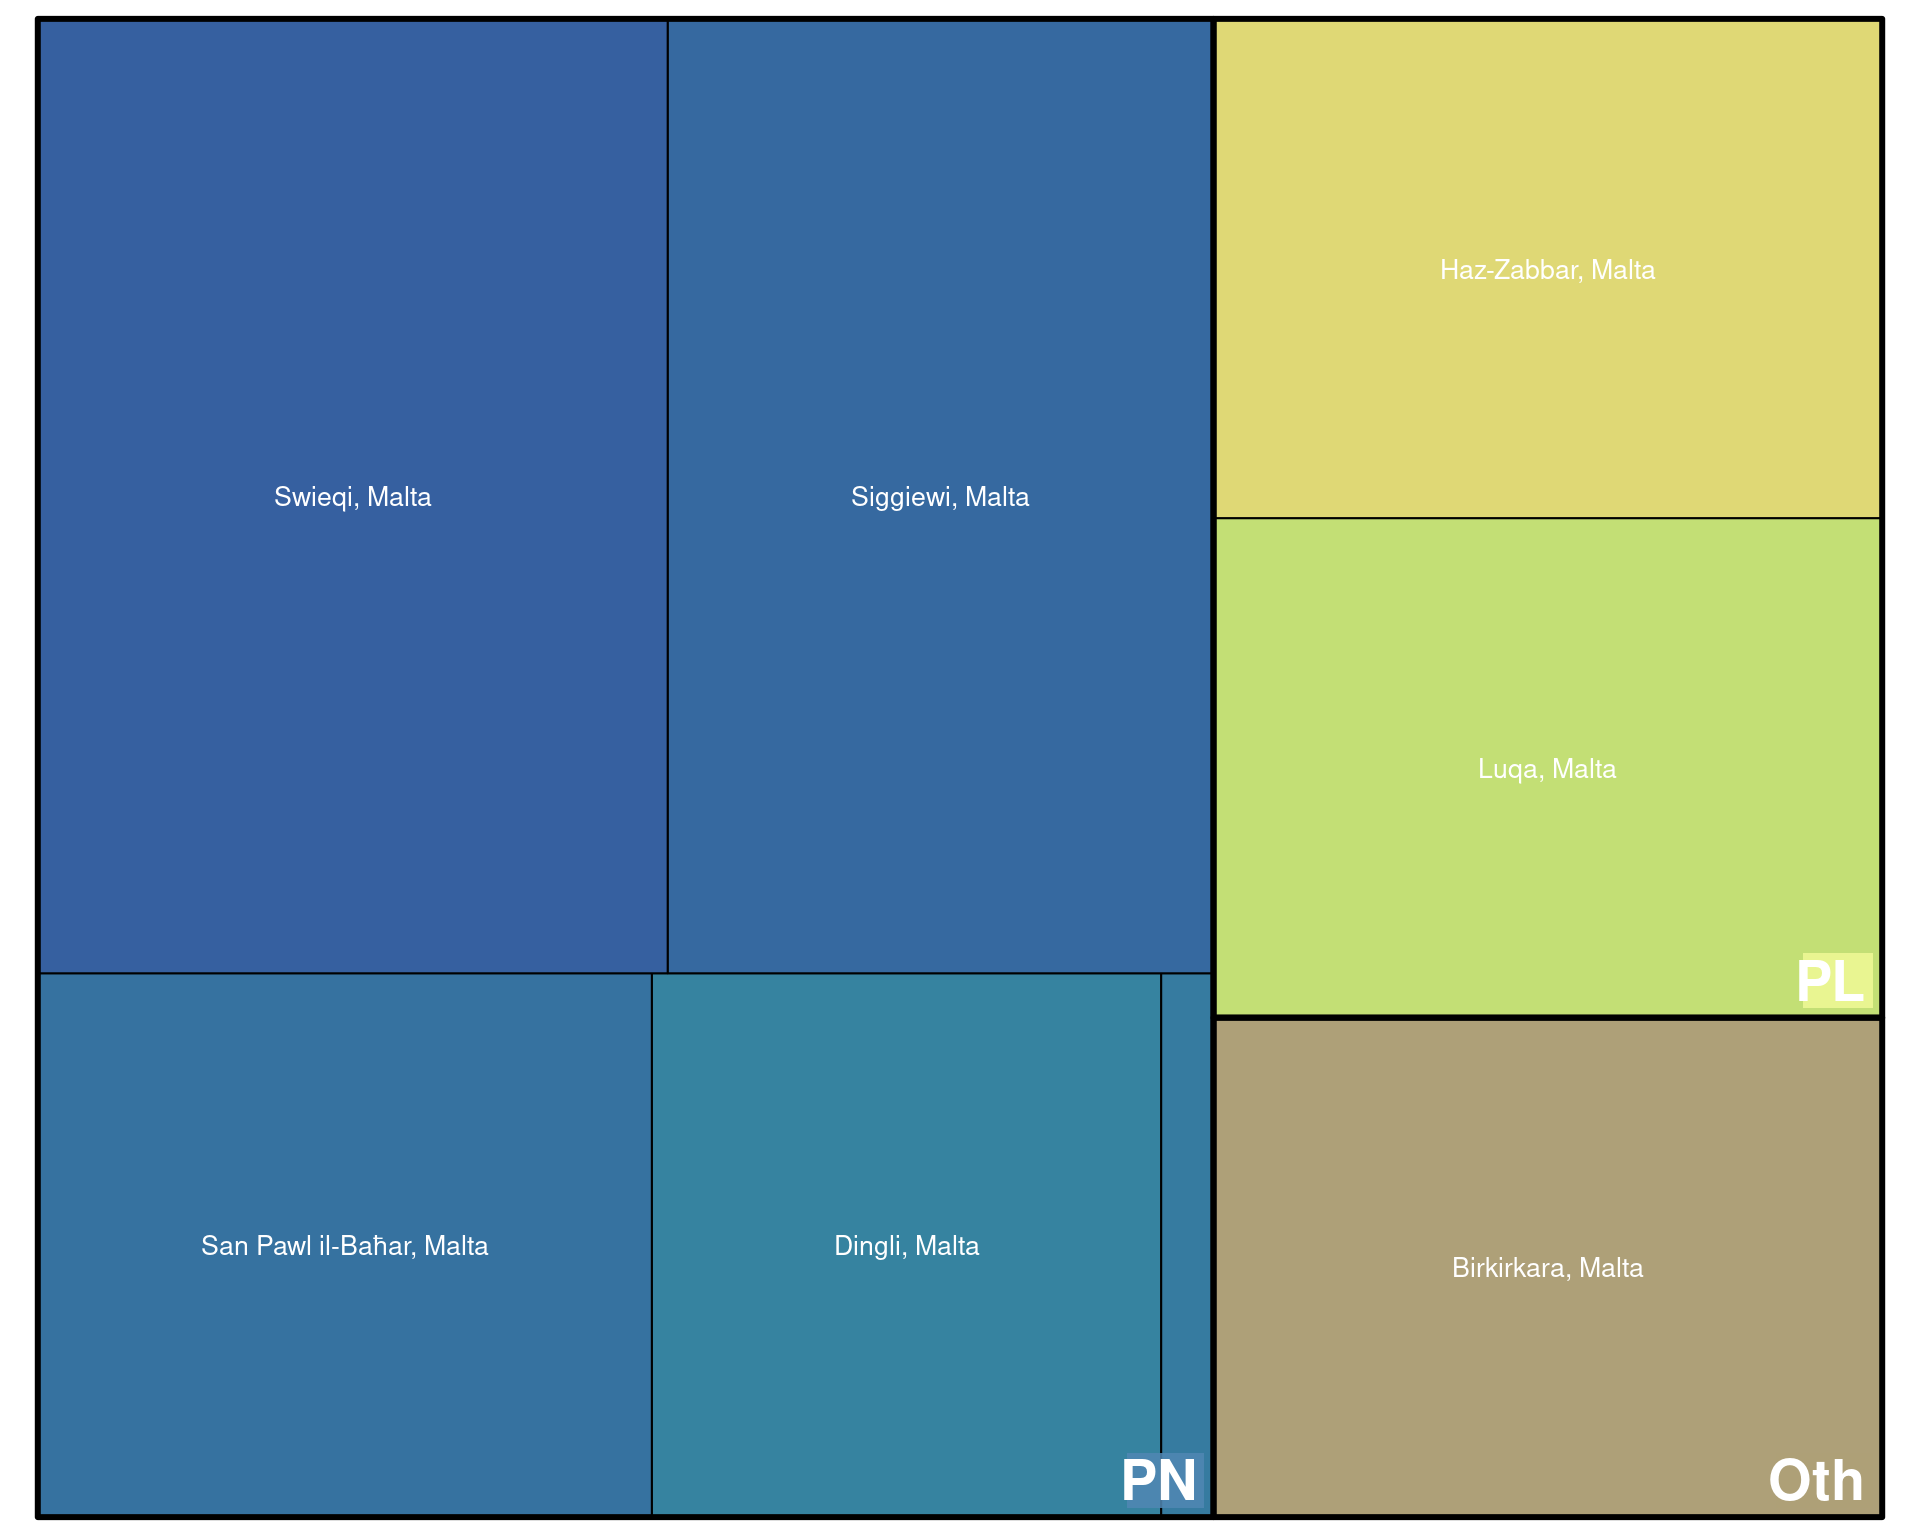 Swieqi, Malta
Siggiewi, Malta
San Pawl il-Baħar, Malta
Dingli, Malta
PN
Haz-Zabbar, Malta
Luqa, Malta
PL
Birkirkara, Malta
Oth